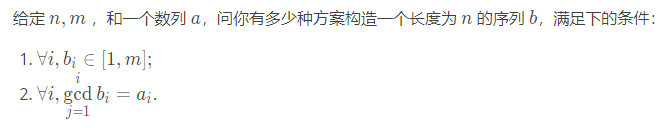 给定 n, m ，和一个数列 a，问你有多少种方案构造一个长度为 n 的序列 b，满足下的条件：
1. ∀i, b_i ∈ [1, m];
2. ∀i, gcd_{j=1}^{i} b_i = a_i.